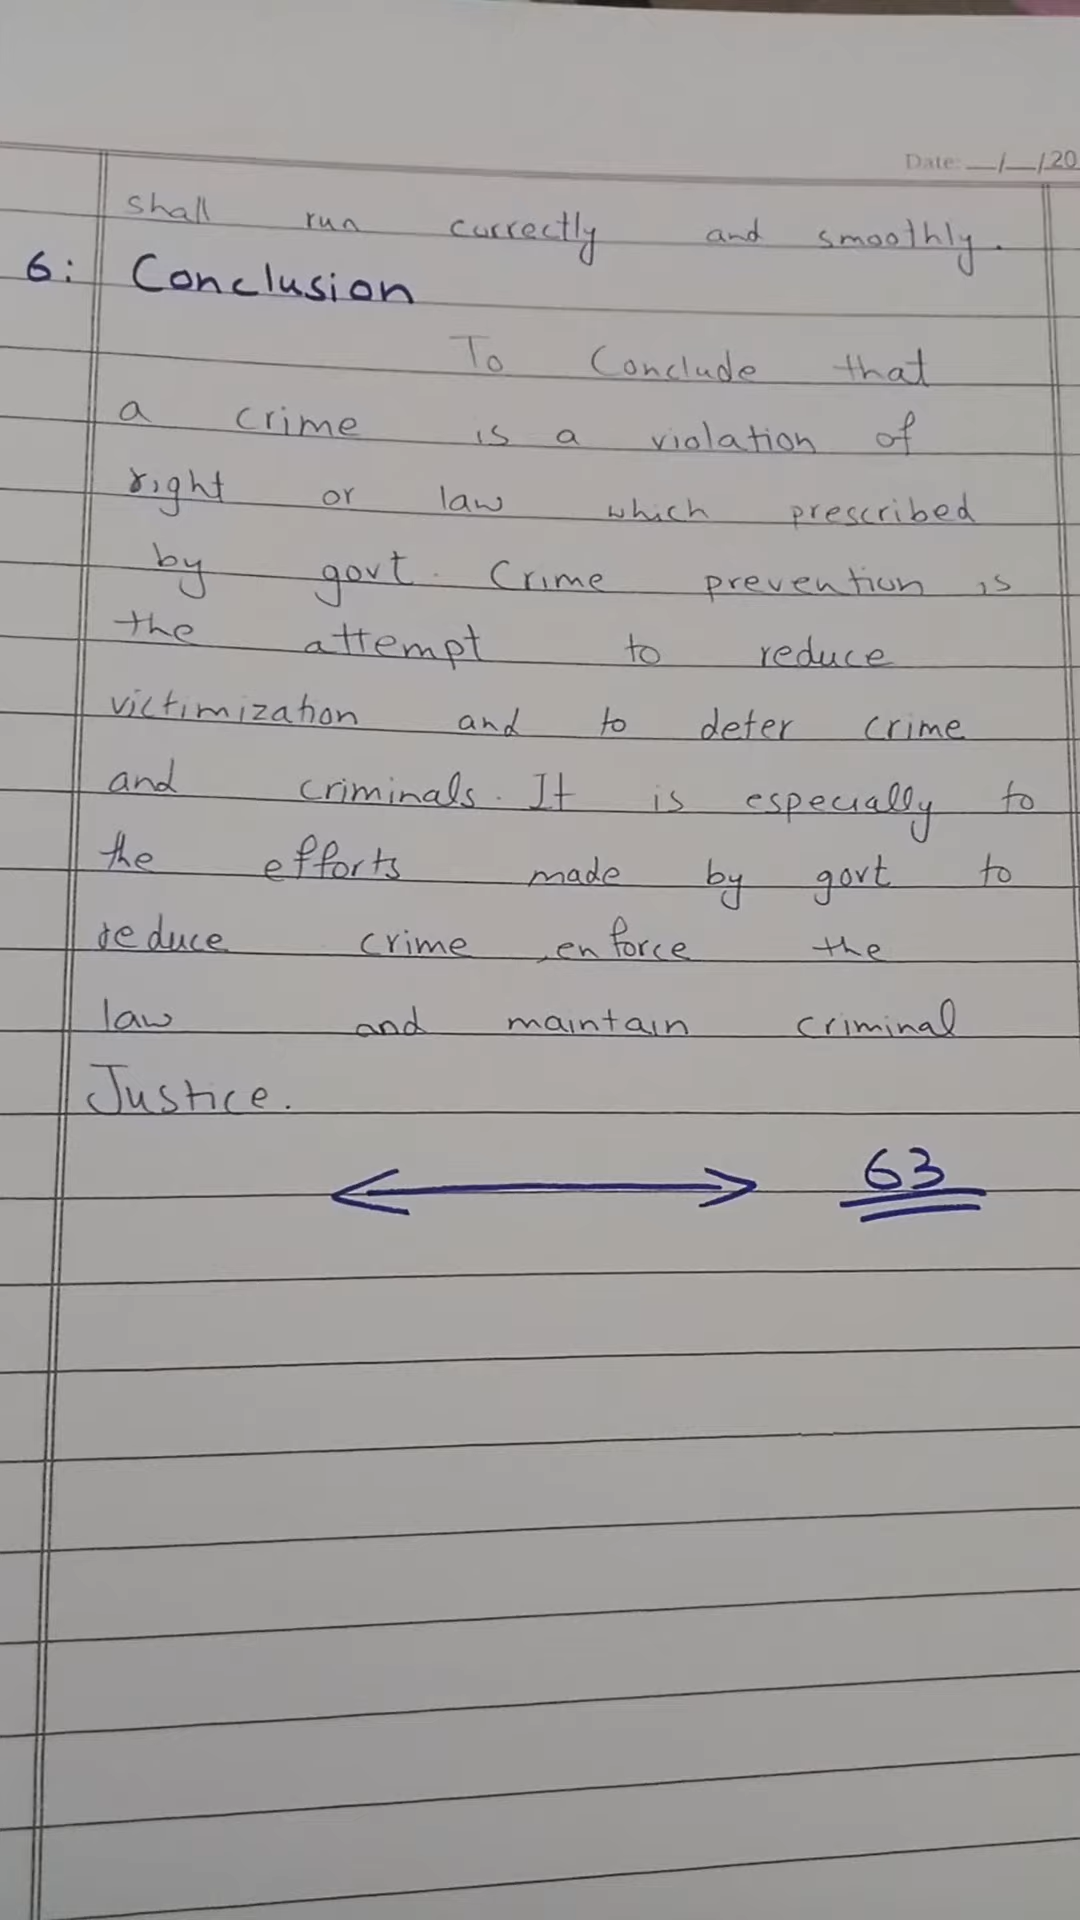 Date: __/__/20
shall run currectly and smoothly.
6: Conclusion
To Conclude that
a crime is a violation of
right or law which prescribed
by govt. Crime prevention is
the attempt to reduce
victimization and to deter crime
and criminals. It is especially to
the efforts made by govt to
reduce crime, enforce the
law and maintain criminal
Justice.
63